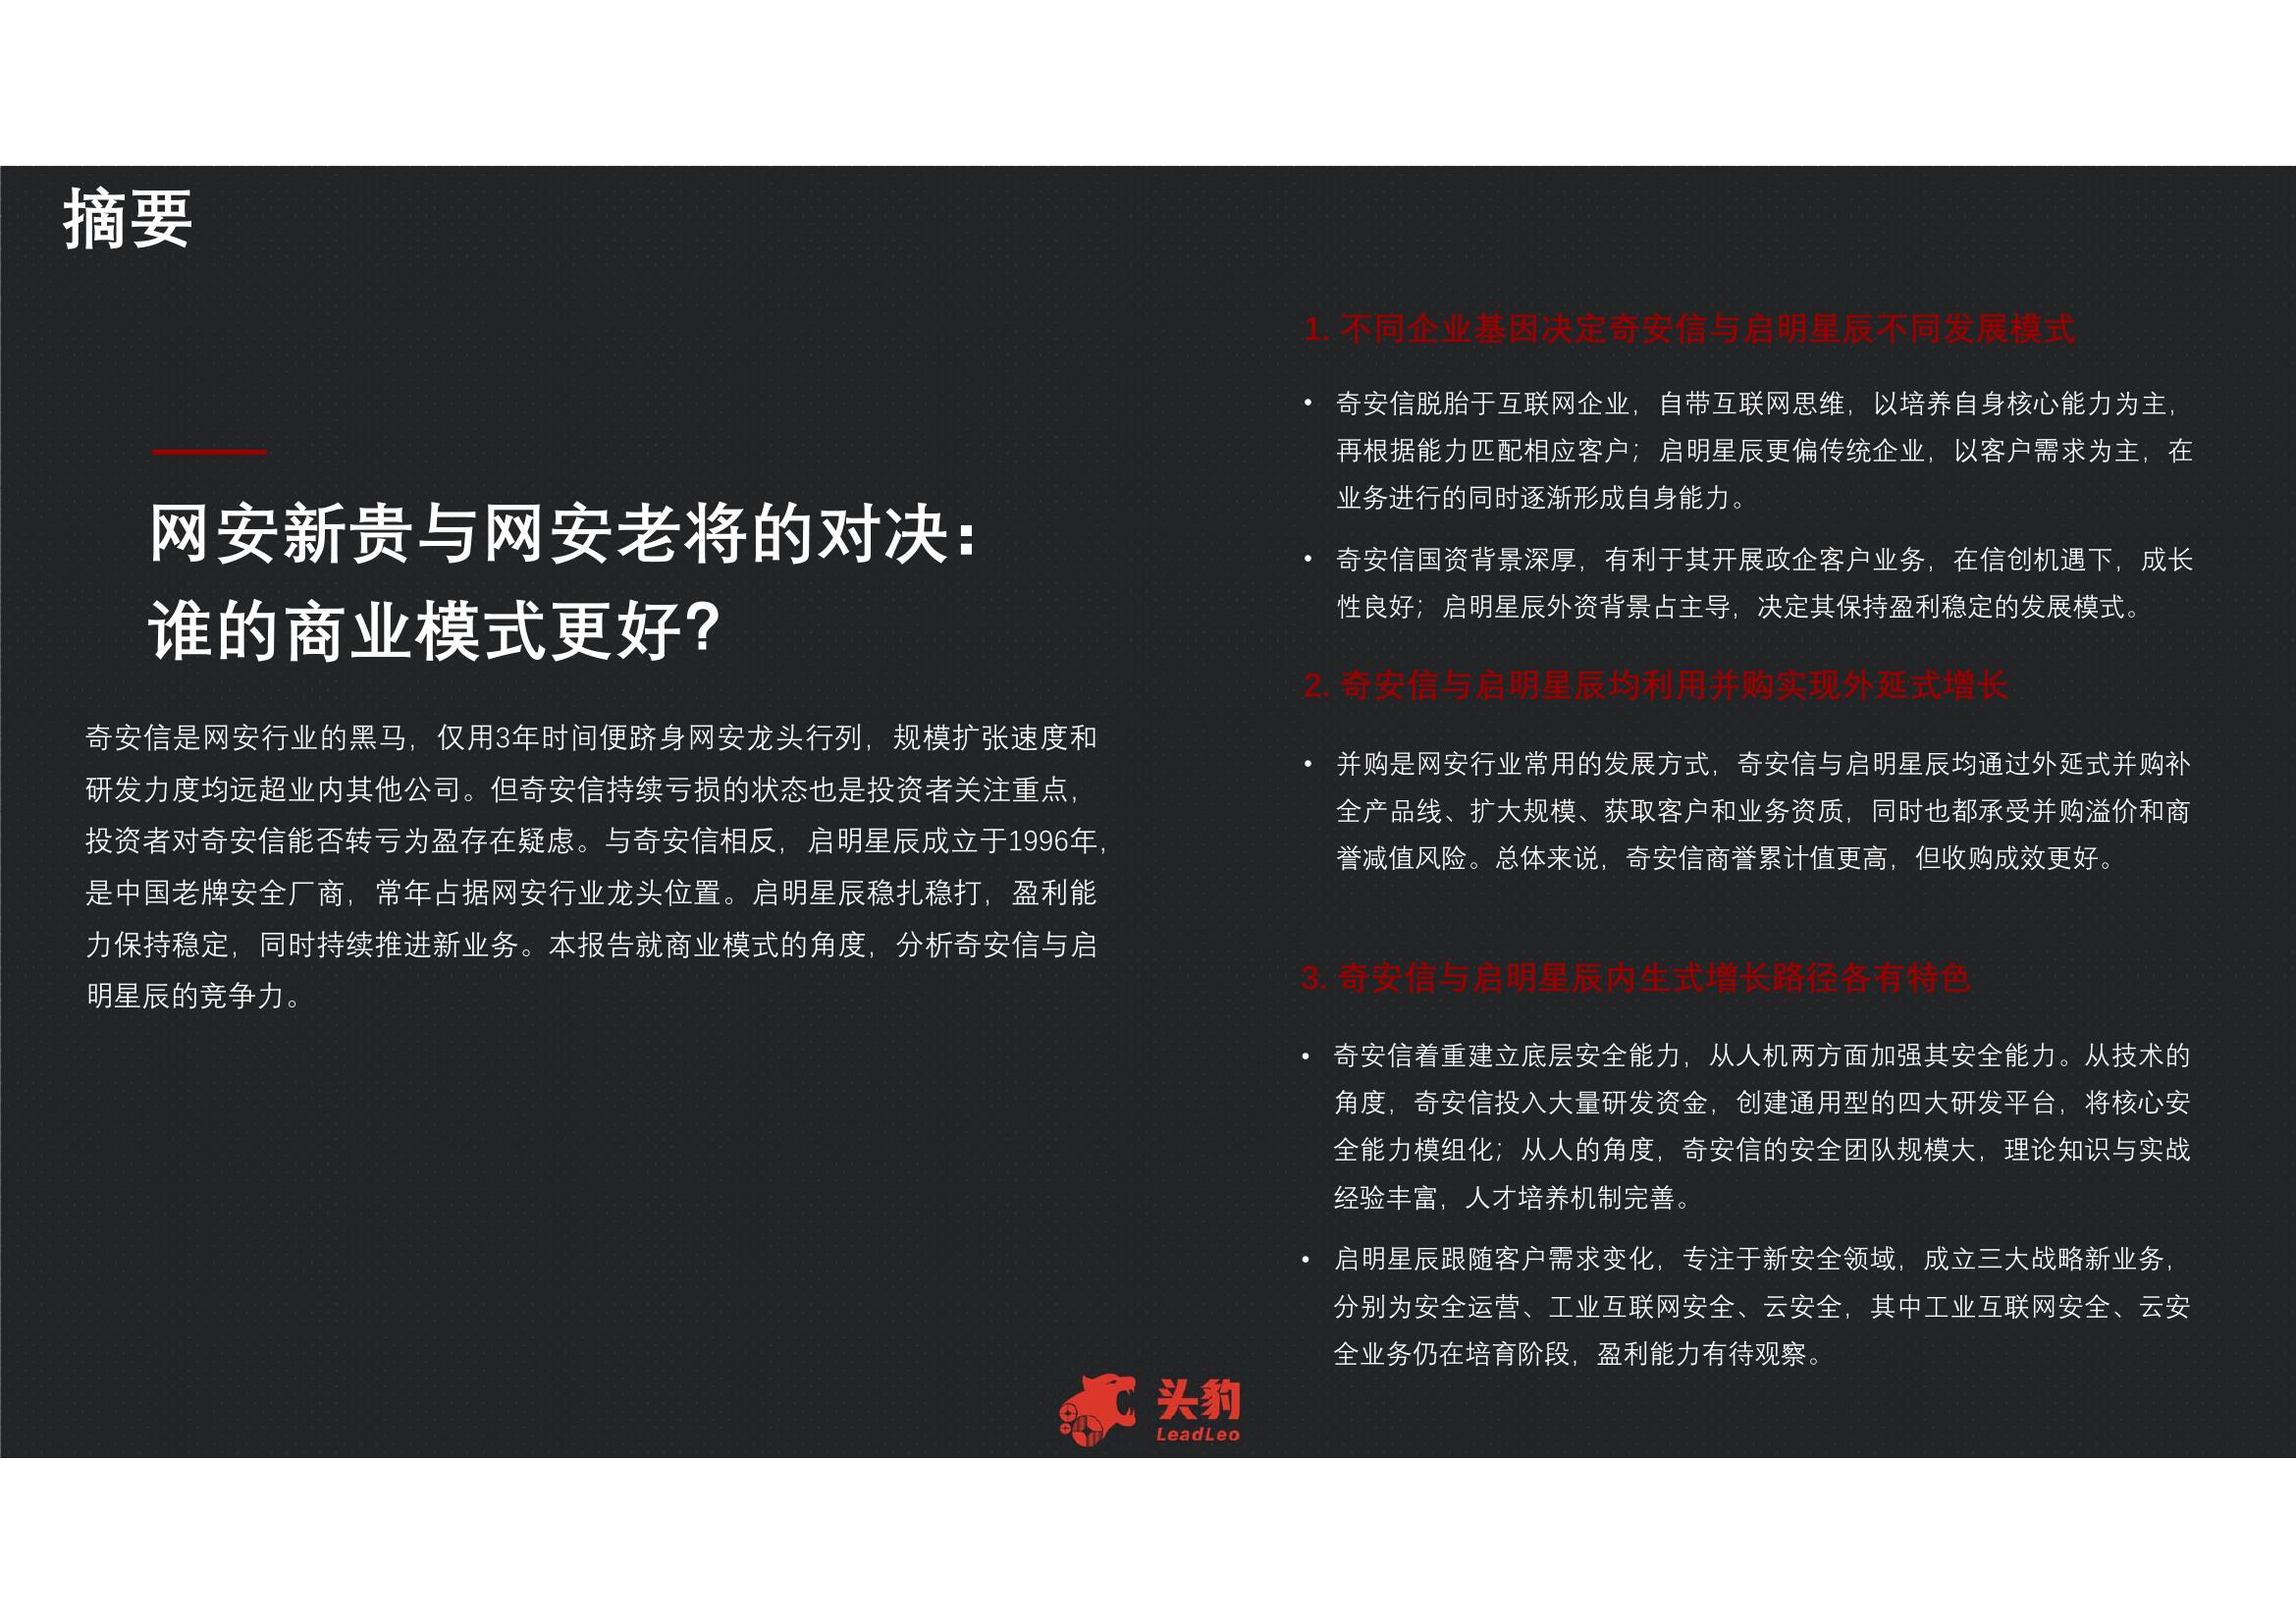 摘要
网安新贵与网安老将的对决：
谁的商业模式更好？
奇安信是网安行业的黑马，仅用3年时间便跻身网安龙头行列，规模扩张速度和
研发力度均远超业内其他公司。但奇安信持续亏损的状态也是投资者关注重点，
投资者对奇安信能否转亏为盈存在疑虑。与奇安信相反，启明星辰成立于1996年，
是中国老牌安全厂商，常年占据网安行业龙头位置。启明星辰稳扎稳打，盈利能
力保持稳定，同时持续推进新业务。本报告就商业模式的角度，分析奇安信与启
明星辰的竞争力。
1. 不同企业基因决定奇安信与启明星辰不同发展模式
• 奇安信脱胎于互联网企业，自带互联网思维，以培养自身核心能力为主，
再根据能力匹配相应客户；启明星辰更偏传统企业，以客户需求为主，在
业务进行的同时逐渐形成自身能力。
• 奇安信国资背景深厚，有利于其开展政企客户业务，在信创机遇下，成长
性良好；启明星辰外资背景占主导，决定其保持盈利稳定的发展模式。
2. 奇安信与启明星辰均利用并购实现外延式增长
• 并购是网安行业常用的发展方式，奇安信与启明星辰均通过外延式并购补
全产品线、扩大规模、获取客户和业务资质，同时也都承受并购溢价和商
誉减值风险。总体来说，奇安信商誉累计值更高，但收购成效更好。
3. 奇安信与启明星辰内生式增长路径各有特色
• 奇安信着重建立底层安全能力，从人机两方面加强其安全能力。从技术的
角度，奇安信投入大量研发资金，创建通用型的四大研发平台，将核心安
全能力模组化；从人的角度，奇安信的安全团队规模大，理论知识与实战
经验丰富，人才培养机制完善。
• 启明星辰跟随客户需求变化，专注于新安全领域，成立三大战略新业务，
分别为安全运营、工业互联网安全、云安全，其中工业互联网安全、云安
全业务仍在培育阶段，盈利能力有待观察。
头豹
LeadLeo